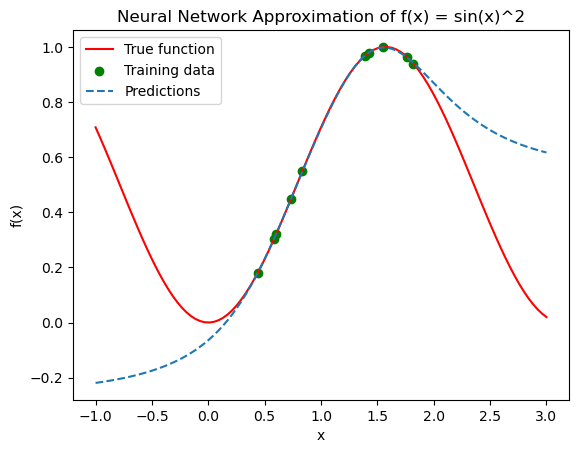 Neural Network Approximation of f(x) = sin(x)^2
True function
Training data
Predictions
f(x)
1.0
0.8
0.6
0.4
0.2
0.0
−0.2
−1.0 −0.5 0.0 0.5 1.0 1.5 2.0 2.5 3.0
x